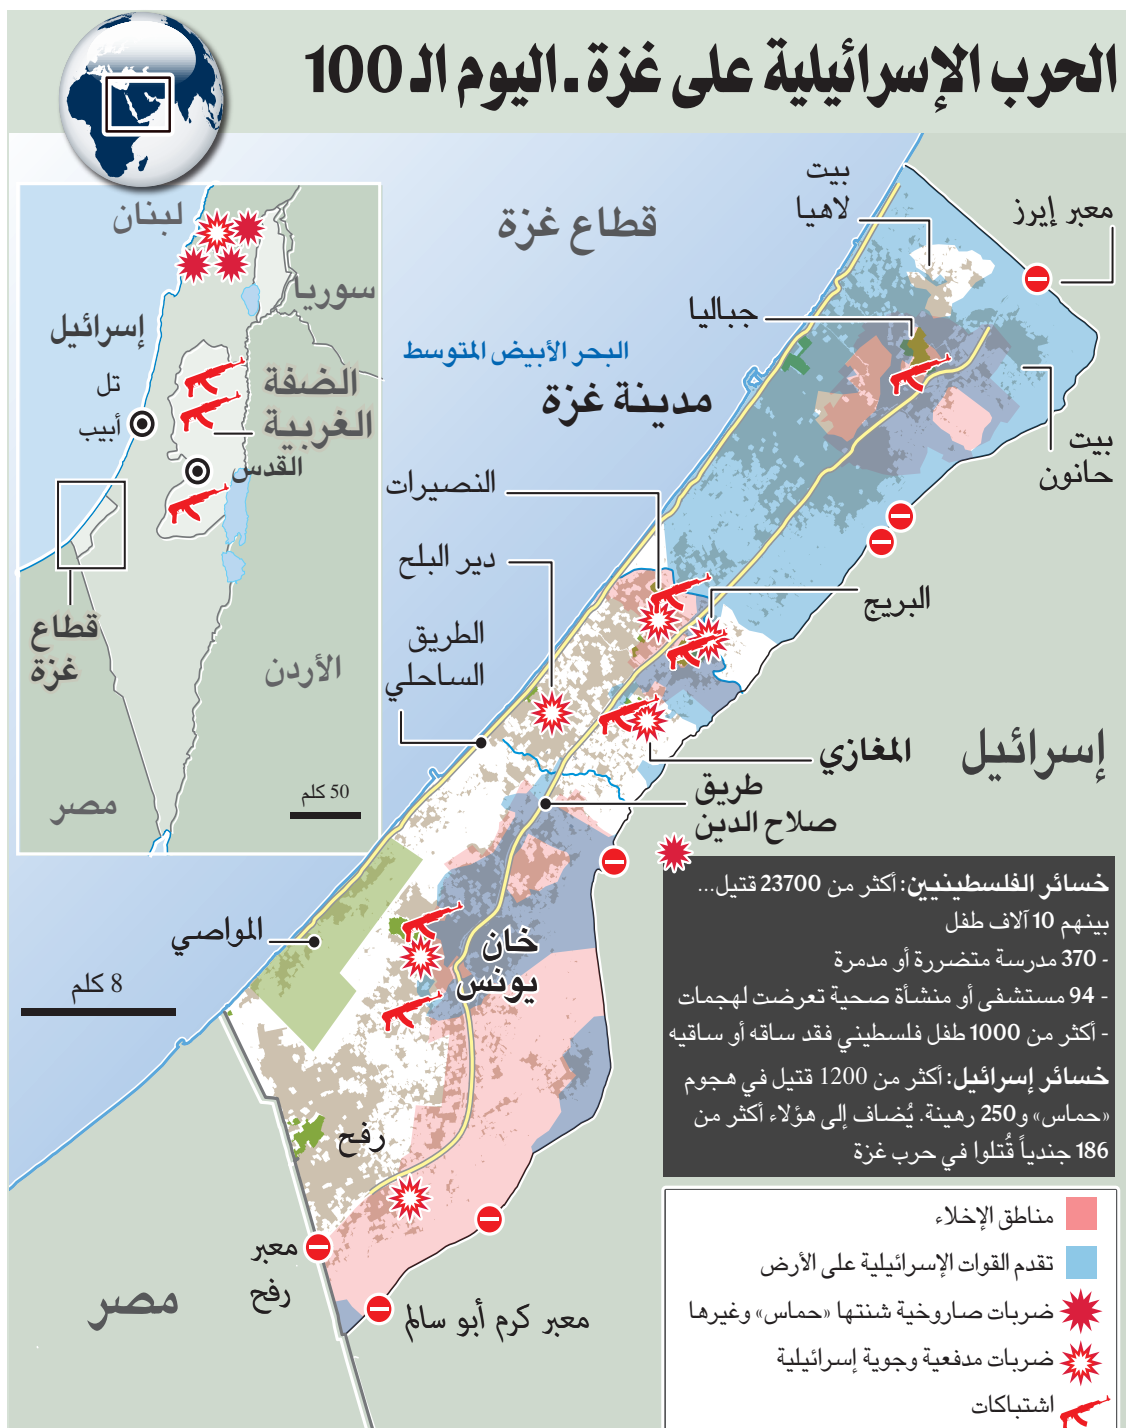 الحرب الإسرائيلية على غزة ـ اليوم الـ 100
لبنان
سوريا
إسرائيل
تل
أبيب
الضفة
الغربية
القدس
قطاع
غزة
الأردن
مصر
50 كلم
قطاع غزة
البحر الأبيض المتوسط
مدينة غزة
بيت
لاهيا
معبر إيرز
جباليا
بيت
حانون
النصيرات
دير البلح
البريج
الطريق
الساحلي
المغازي
إسرائيل
طريق
صلاح الدين
المواصي
خان
يونس
8 كلم
رفح
معبر
رفح
معبر كرم أبو سالم
مصر
خسائر الفلسطينيين: أكثر من 23700 قتيل...
بينهم 10 آلاف طفل
- 370 مدرسة متضررة أو مدمرة
- 94 مستشفى أو منشأة صحية تعرضت لهجمات
- أكثر من 1000 طفل فلسطيني فقد ساقه أو ساقيه
خسائر إسرائيل: أكثر من 1200 قتيل في هجوم
«حماس» و250 رهينة. يُضاف إلى هؤلاء أكثر من
186 جندياً قُتلوا في حرب غزة
مناطق الإخلاء
تقدم القوات الإسرائيلية على الأرض
ضربات صاروخية شنتها «حماس» وغيرها
ضربات مدفعية وجوية إسرائيلية
اشتباكات